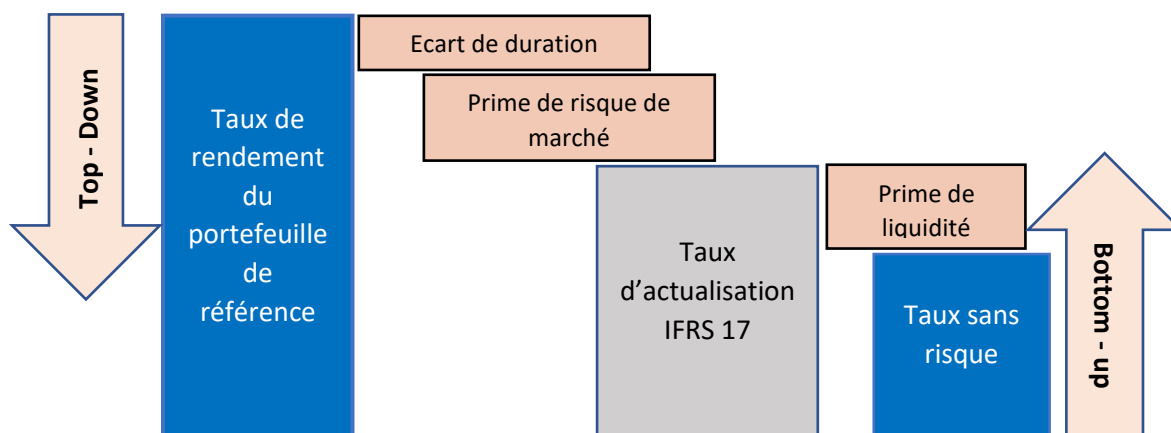 Top - Down
Taux de
rendement
du
portefeuille
de
référence
Ecart de duration
Prime de risque de
marché
Taux
d’actualisation
IFRS 17
Prime de
liquidité
Taux sans
risque
Bottom - up